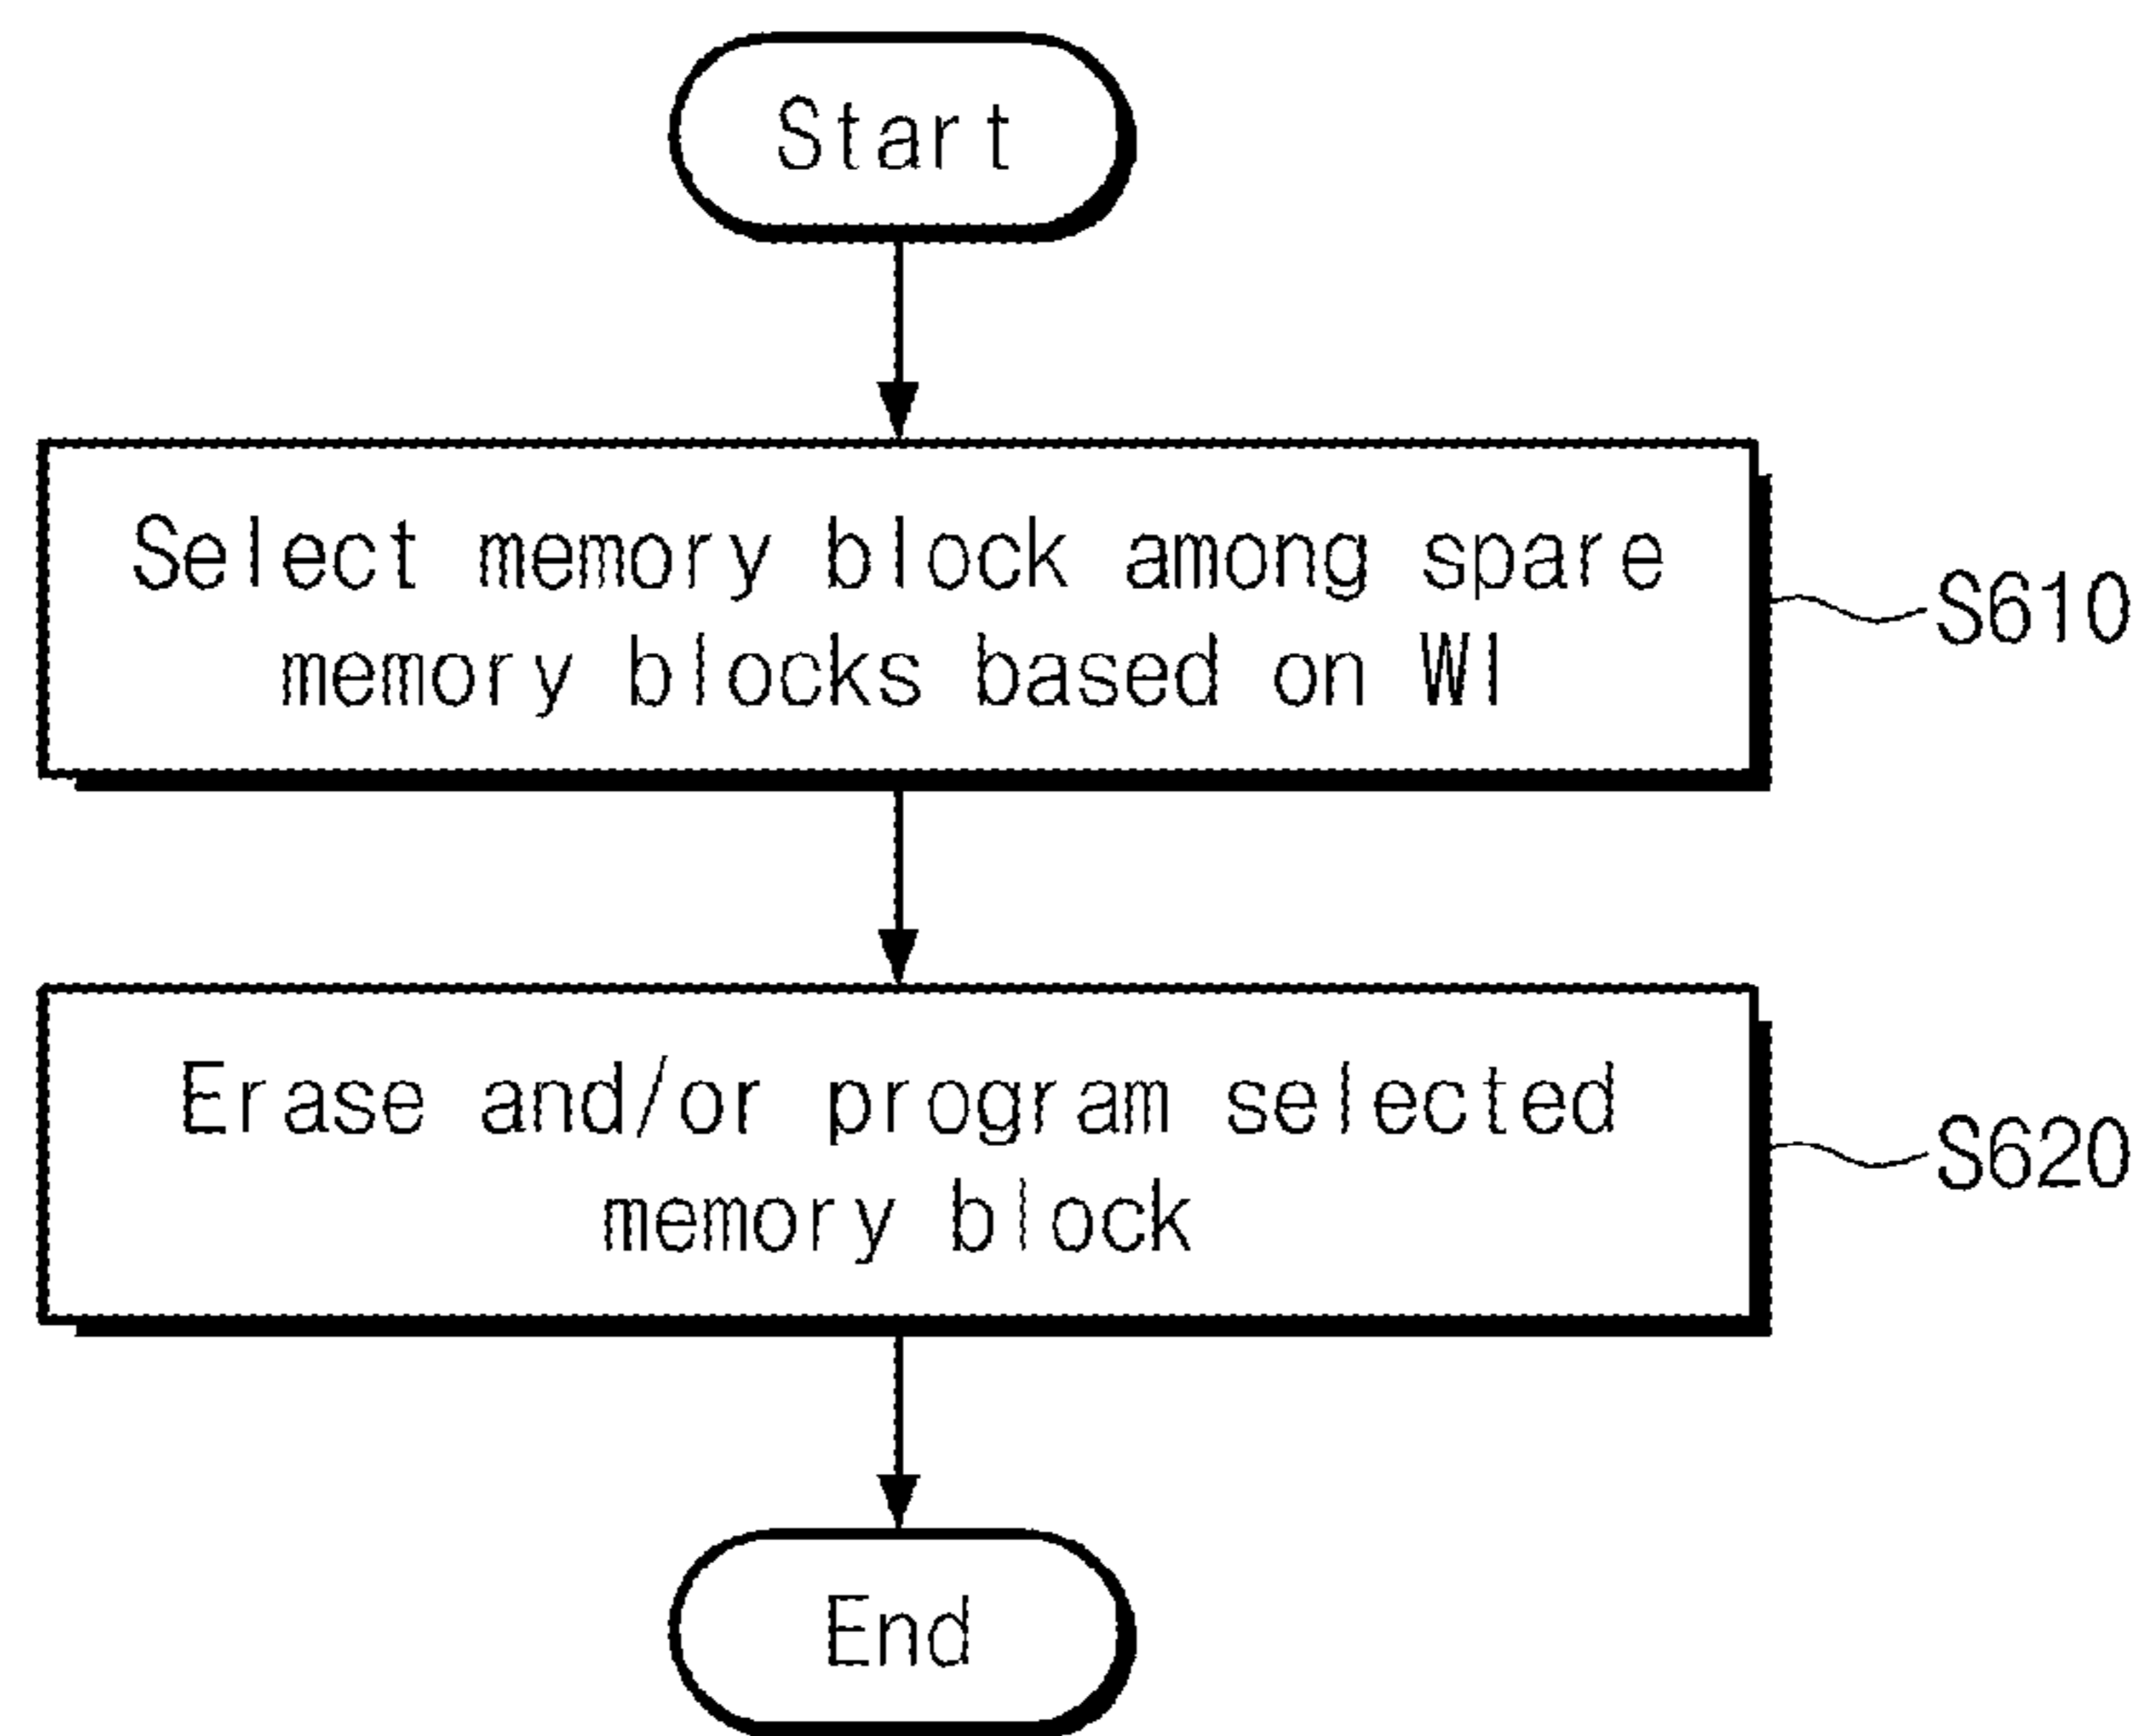 Start
Select memory block among spare
memory blocks based on WI
S610
Erase and/or program selected
memory block
S620
End